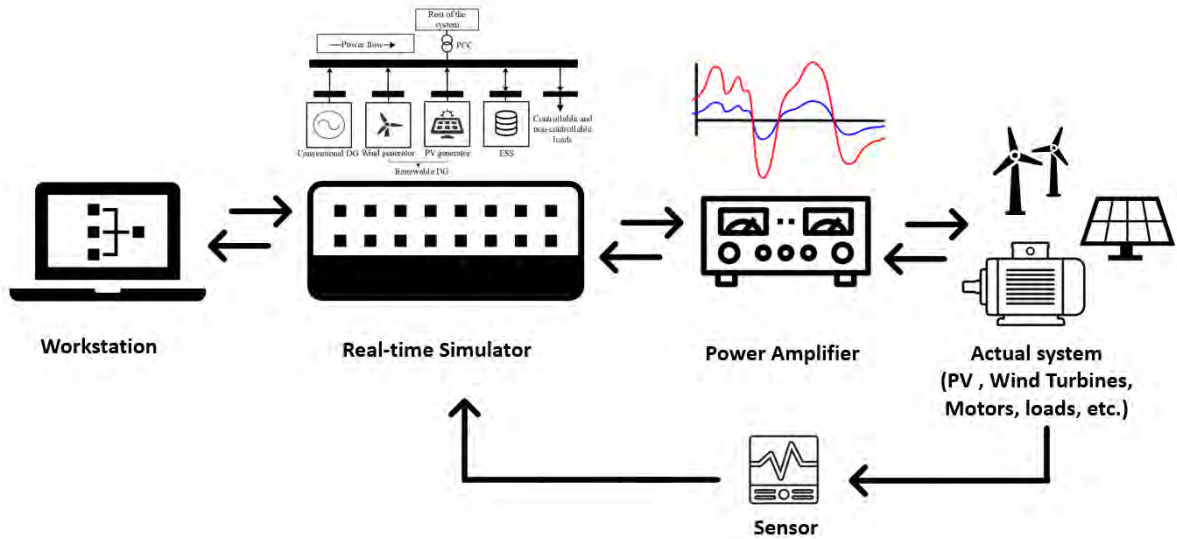 Rest of the
system
Power flow
PCC
Conventional DG
Wind generator
PV generator
ESS
Controllable and
non-controllable
loads
Renewable DG
Workstation
Real-time Simulator
Power Amplifier
Actual system
(PV , Wind Turbines,
Motors, loads, etc.)
Sensor